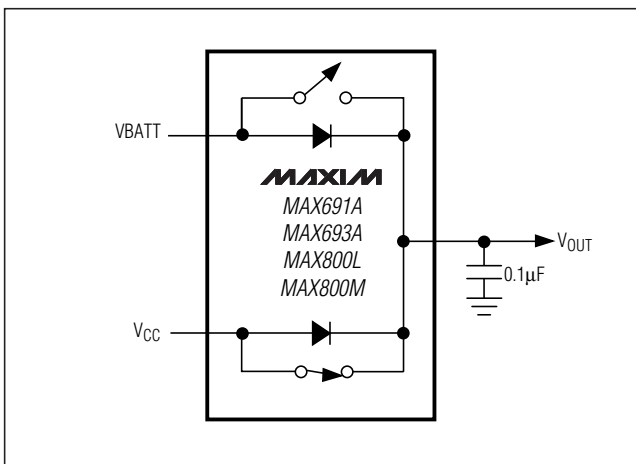 VBATT
MAXIM
MAX691A
MAX693A
MAX800L
MAX800M
VOUT
0.1μF
VCC